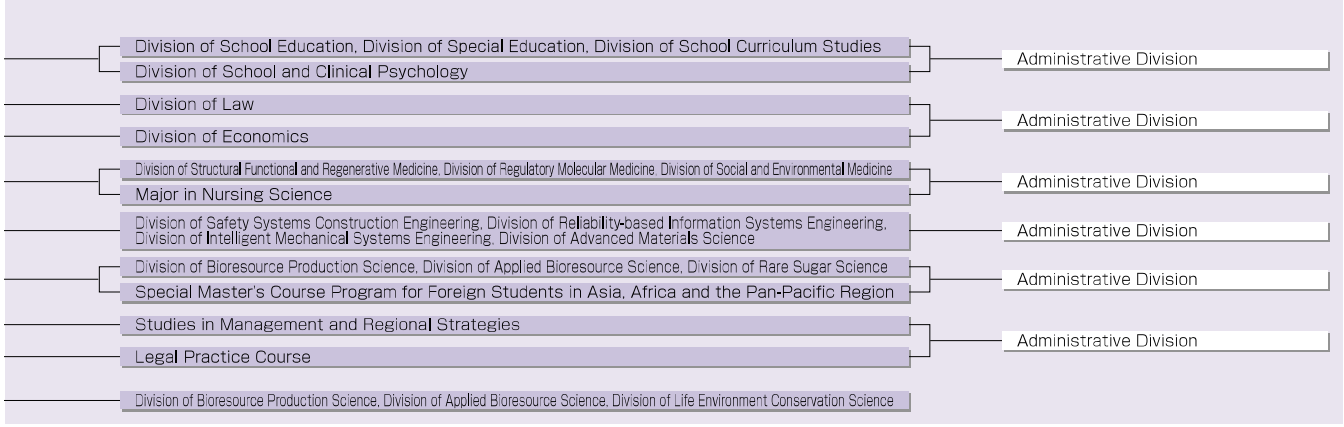 Division of School Education, Division of Special Education, Division of School Curriculum Studies
Division of School and Clinical Psychology
Administrative Division
Division of Law
Division of Economics
Administrative Division
Division of Structural Functional and Regenerative Medicine, Division of Regulatory Molecular Medicine, Division of Social and Environmental Medicine
Major in Nursing Science
Administrative Division
Division of Safety Systems Construction Engineering, Division of Reliability-based Information Systems Engineering,
Division of Intelligent Mechanical Systems Engineering, Division of Advanced Materials Science
Administrative Division
Division of Bioresource Production Science, Division of Applied Bioresource Science, Division of Rare Sugar Science
Special Master's Course Program for Foreign Students in Asia, Africa and the Pan-Pacific Region
Administrative Division
Studies in Management and Regional Strategies
Legal Practice Course
Administrative Division
Division of Bioresource Production Science, Division of Applied Bioresource Science, Division of Life Environment Conservation Science